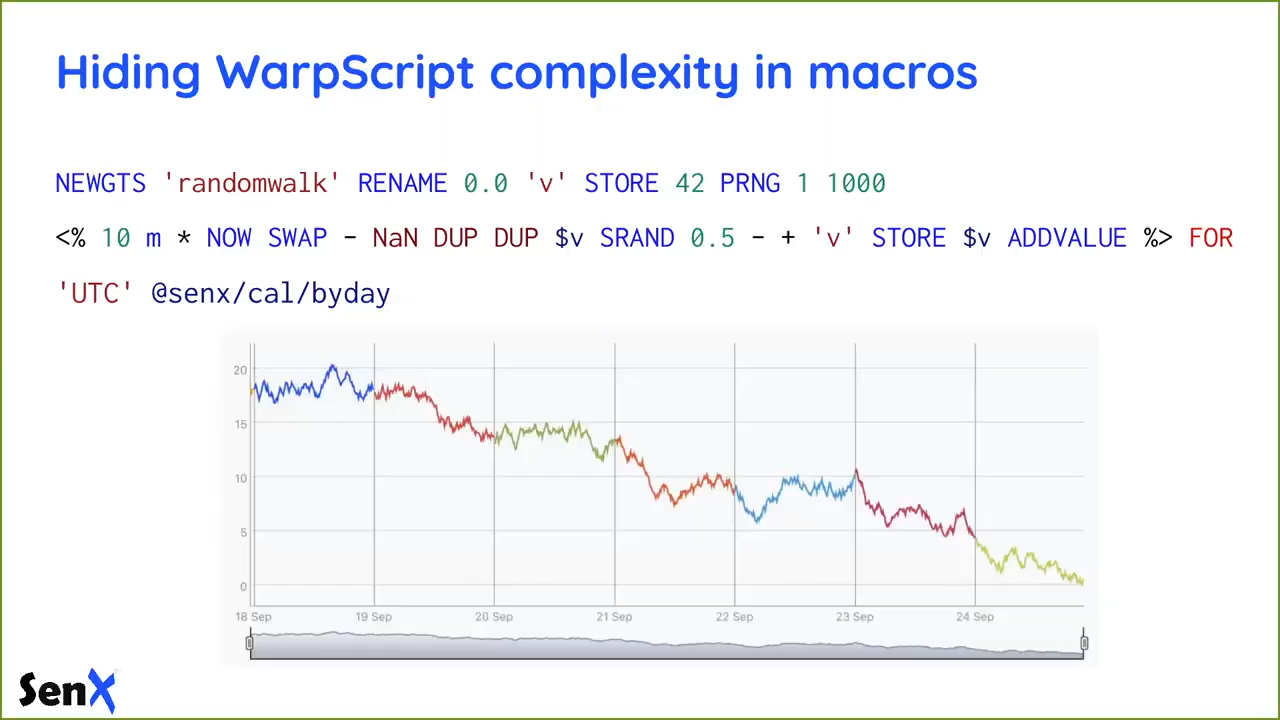 Hiding WarpScript complexity in macros
NEWGTS 'randomwalk' RENAME 0.0 'v' STORE 42 PRNG 1 1000
<% 10 m * NOW SWAP - NaN DUP DUP $v SRAND 0.5 - + 'v' STORE $v ADDVALUE %> FOR
'UTC' @senx/cal/byday
20
15
10
5
0
18 Sep 19 Sep 20 Sep 21 Sep 22 Sep 23 Sep 24 Sep
SenX